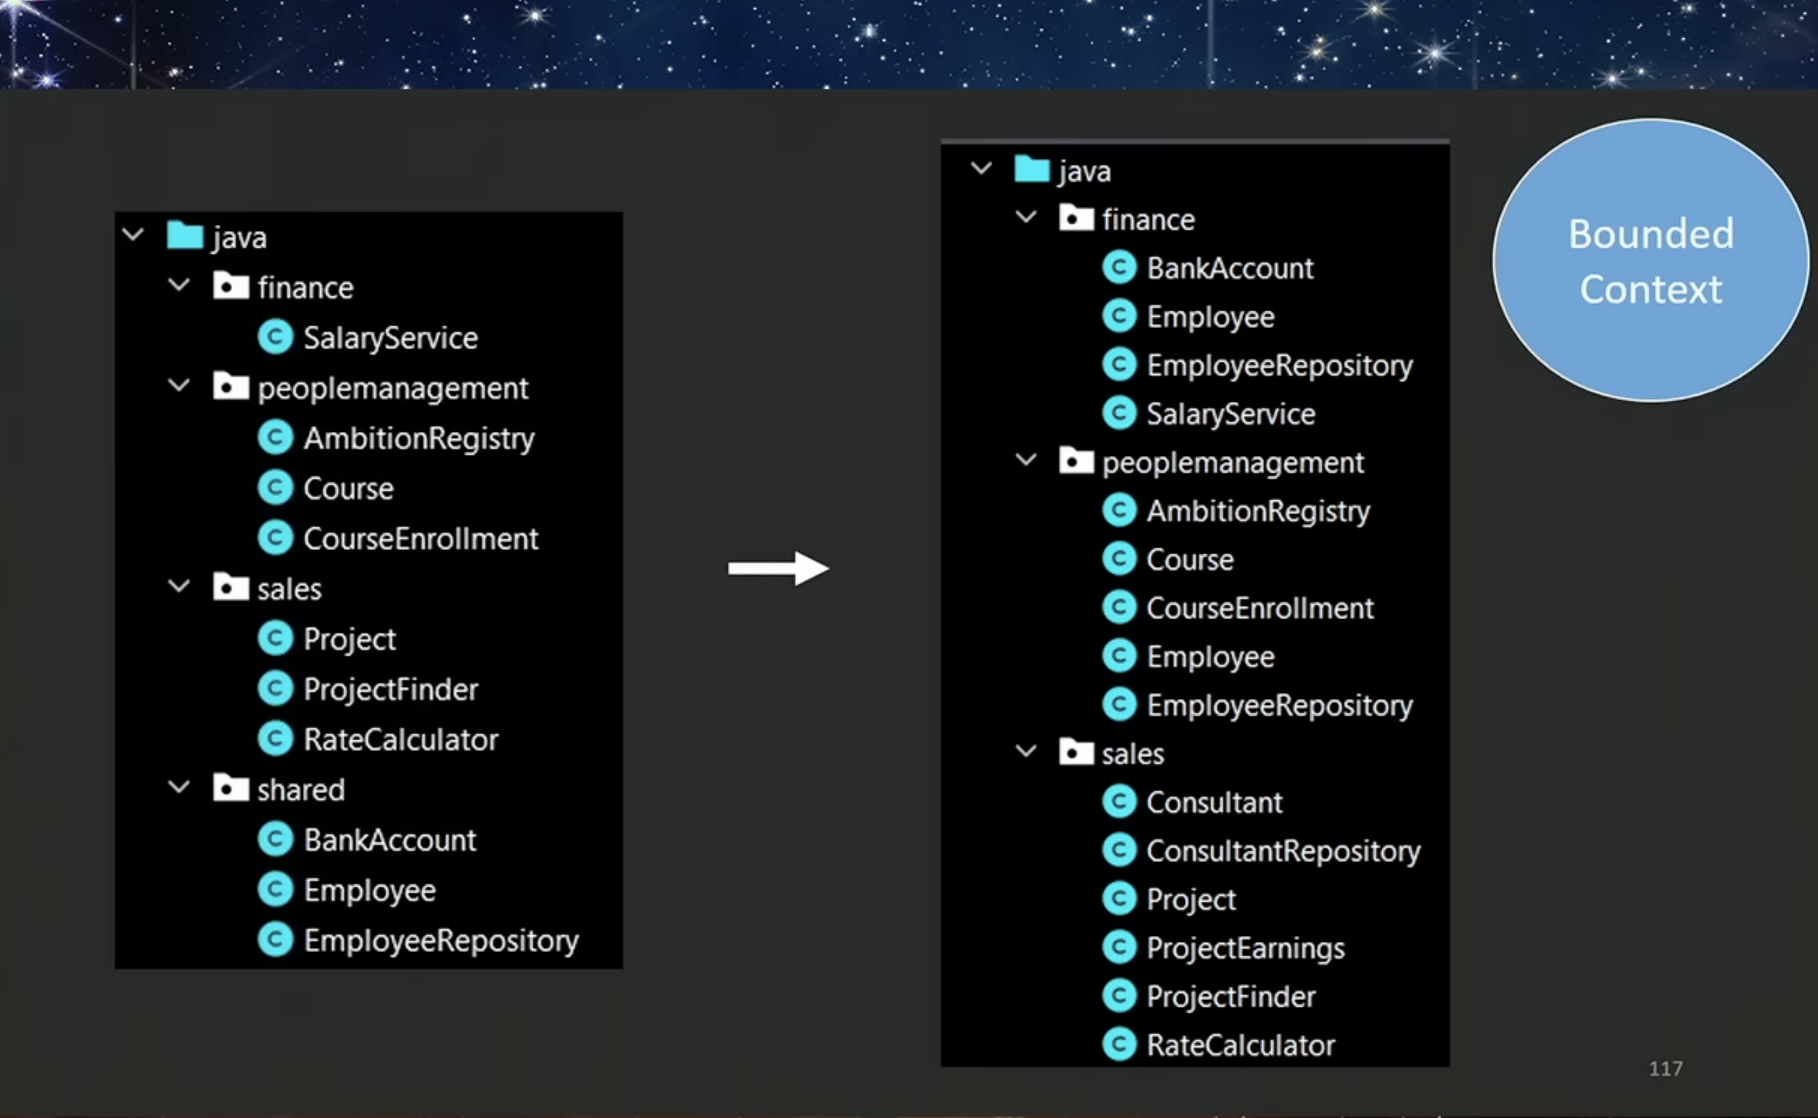 java
finance
SalaryService
peoplemanagement
AmbitionRegistry
Course
CourseEnrollment
sales
Project
ProjectFinder
RateCalculator
shared
BankAccount
Employee
EmployeeRepository
java
finance
BankAccount
Employee
EmployeeRepository
SalaryService
peoplemanagement
AmbitionRegistry
Course
CourseEnrollment
Employee
EmployeeRepository
sales
Consultant
ConsultantRepository
Project
ProjectEarnings
ProjectFinder
RateCalculator
Bounded
Context
117